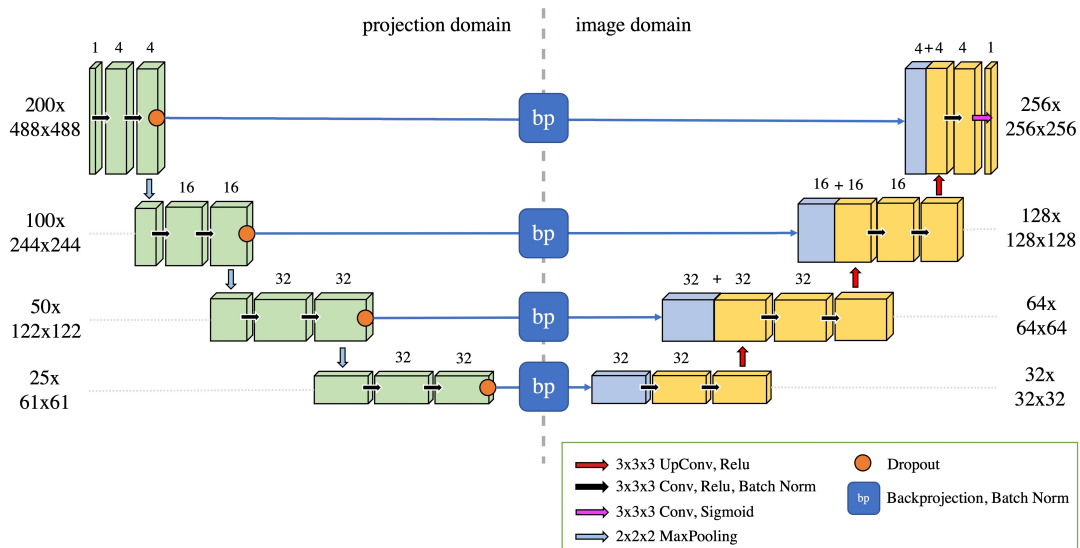 projection domain
image domain
1 4 4
4+4 4 1
200x
488x488
bp
256x
256x256
16 16
16 + 16 16
100x
244x244
bp
128x
128x128
32 32
32 + 32 32
50x
122x122
bp
64x
64x64
32 32
32 32
25x
61x61
bp
32x
32x32
3x3x3 UpConv, Relu
3x3x3 Conv, Relu, Batch Norm
3x3x3 Conv, Sigmoid
2x2x2 MaxPooling
Dropout
bp
Backprojection, Batch Norm